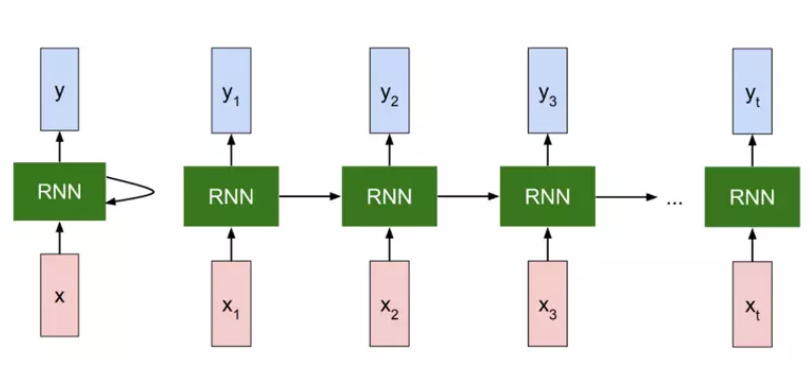 y y₁ y₂ y₃ yₜ
RNN RNN RNN RNN ... RNN
x x₁ x₂ x₃ xₜ